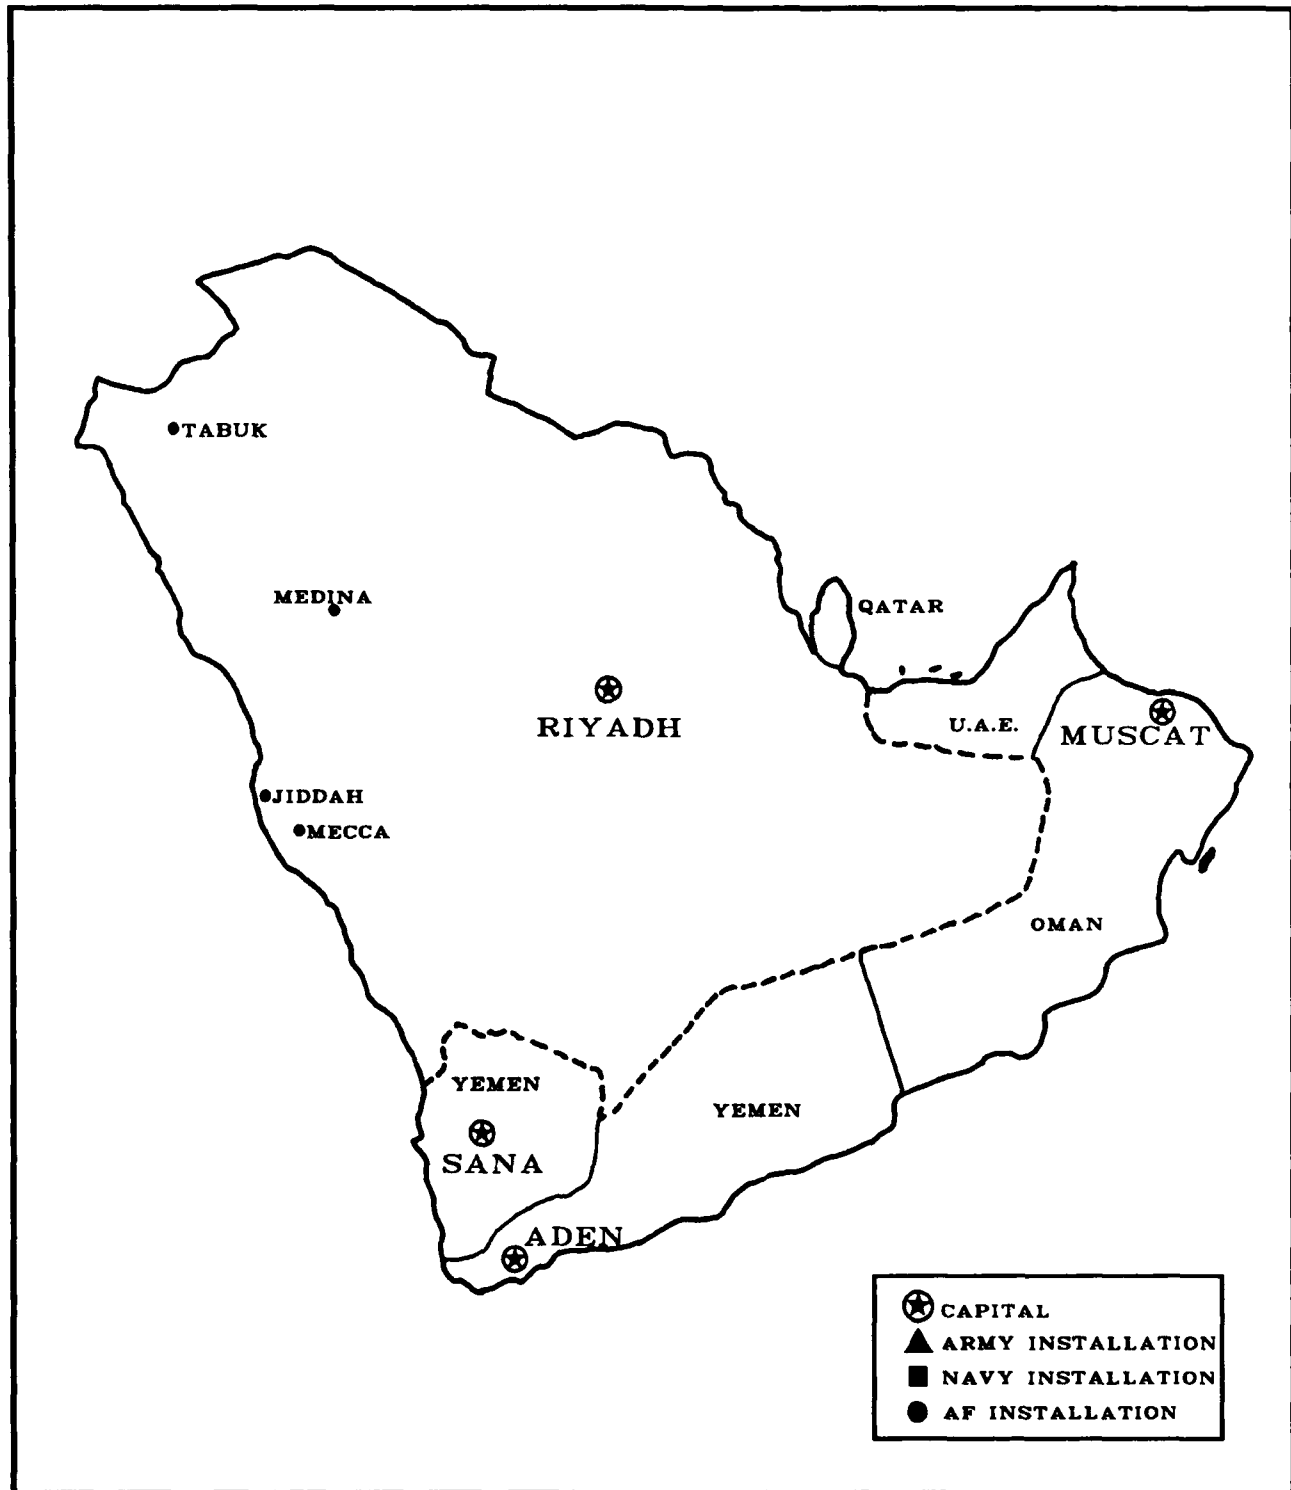 TABUK
MEDINA
QATAR
RIYADH
U.A.E.
MUSCAT
JIDDAH
MECCA
OMAN
YEMEN
YEMEN
SANA
ADEN
CAPITAL
ARMY INSTALLATION
NAVY INSTALLATION
AF INSTALLATION